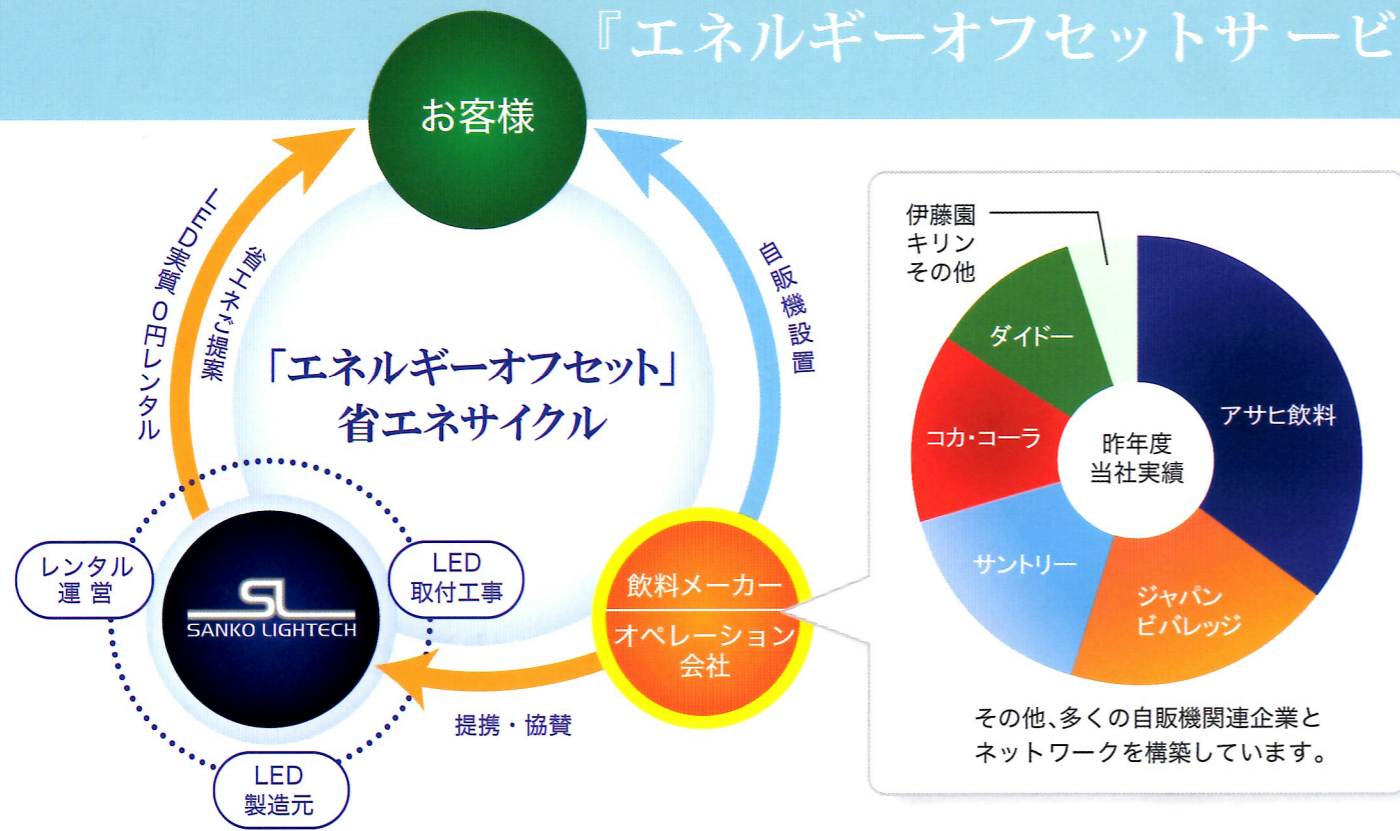 『エネルギーオフセットサービ
お客様
LED実質0円レンタル
省エネご提案
自販機設置
「エネルギーオフセット」
省エネサイクル
レンタル
運営
LED
取付工事
SL
SANKO LIGHTECH
LED
製造元
飲料メーカー
オペレーション
会社
提携・協賛
伊藤園
キリン
その他
ダイドー
コカ・コーラ
サントリー
ジャパン
ビバレッジ
アサヒ飲料
昨年度
当社実績
その他、多くの自販機関連企業と
ネットワークを構築しています。